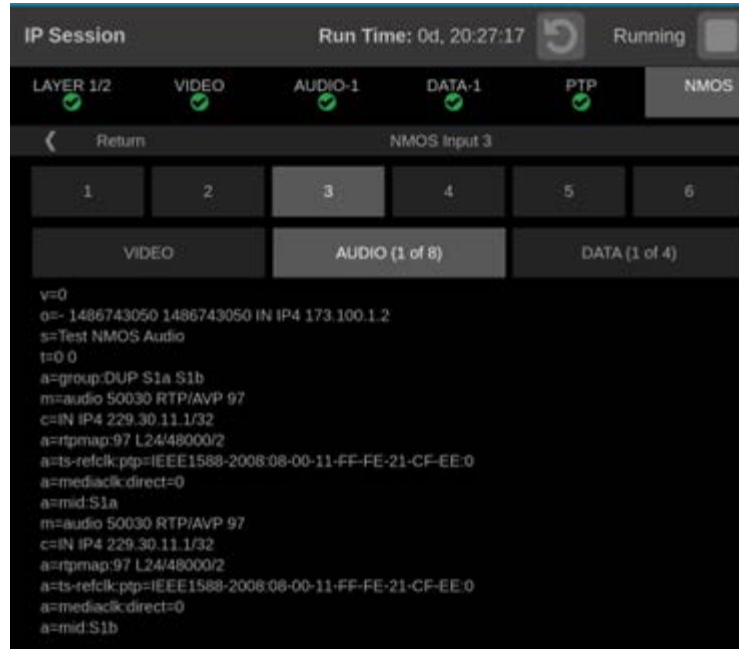 IP Session Run Time: 0d, 20:27:17 Running
LAYER 1/2 VIDEO AUDIO-1 DATA-1 PTP NMOS
Return NMOS Input 3
1 2 3 4 5 6
VIDEO AUDIO (1 of 8) DATA (1 of 4)
v=0
o=- 1486743050 1486743050 IN IP4 173.100.1.2
s=Test NMOS Audio
t=0 0
a=group:DUP S1a S1b
m=audio 50030 RTP/AVP 97
c=IN IP4 229.30.11.1/32
a=rtpmap:97 L24/48000/2
a=ts-refclk:ptp=IEEE1588-2008:08-00-11-FF-FE-21-CF-EE:0
a=mediaclk:direct=0
a=mid:S1a
m=audio 50030 RTP/AVP 97
c=IN IP4 229.30.11.1/32
a=rtpmap:97 L24/48000/2
a=ts-refclk:ptp=IEEE1588-2008:08-00-11-FF-FE-21-CF-EE:0
a=mediaclk:direct=0
a=mid:S1b